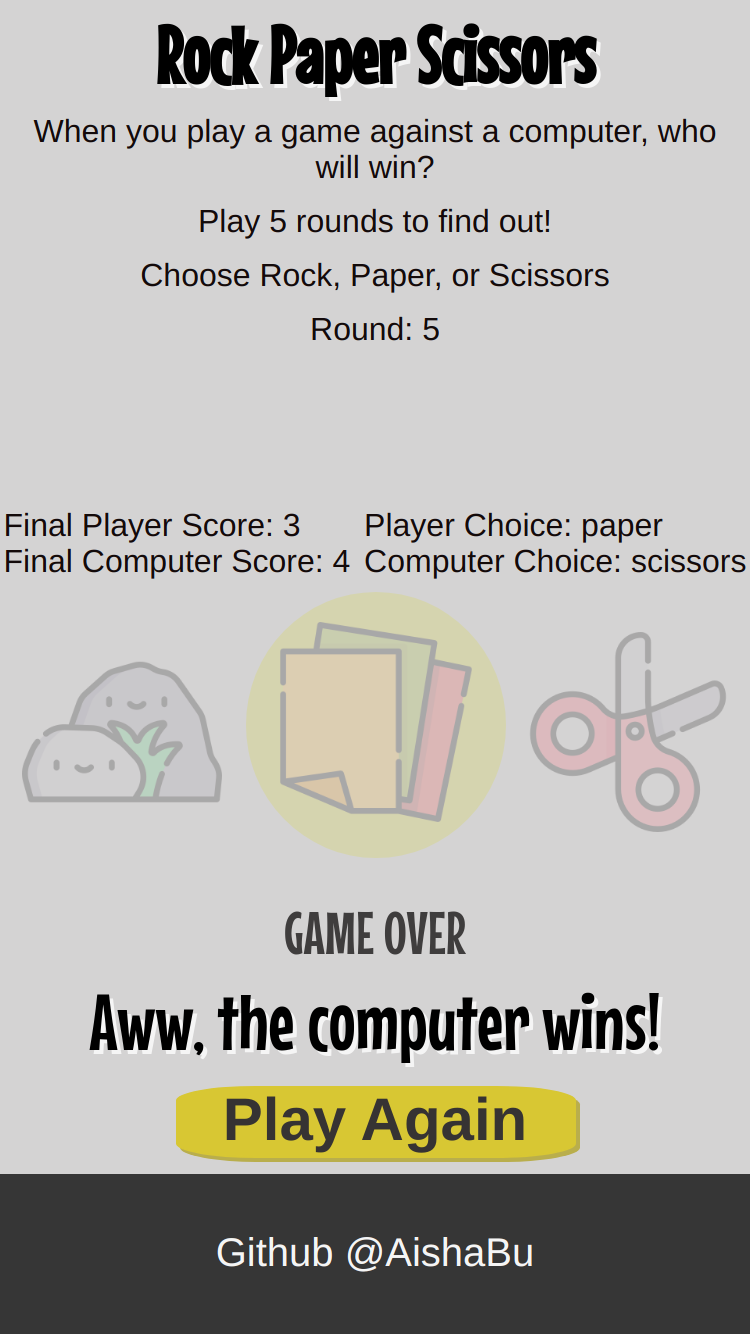 Rock Paper Scissors
When you play a game against a computer, who
will win?
Play 5 rounds to find out!
Choose Rock, Paper, or Scissors
Round: 5
Final Player Score: 3
Final Computer Score: 4
Player Choice: paper
Computer Choice: scissors
GAME OVER
Aww, the computer wins!
Play Again
Github @AishaBu